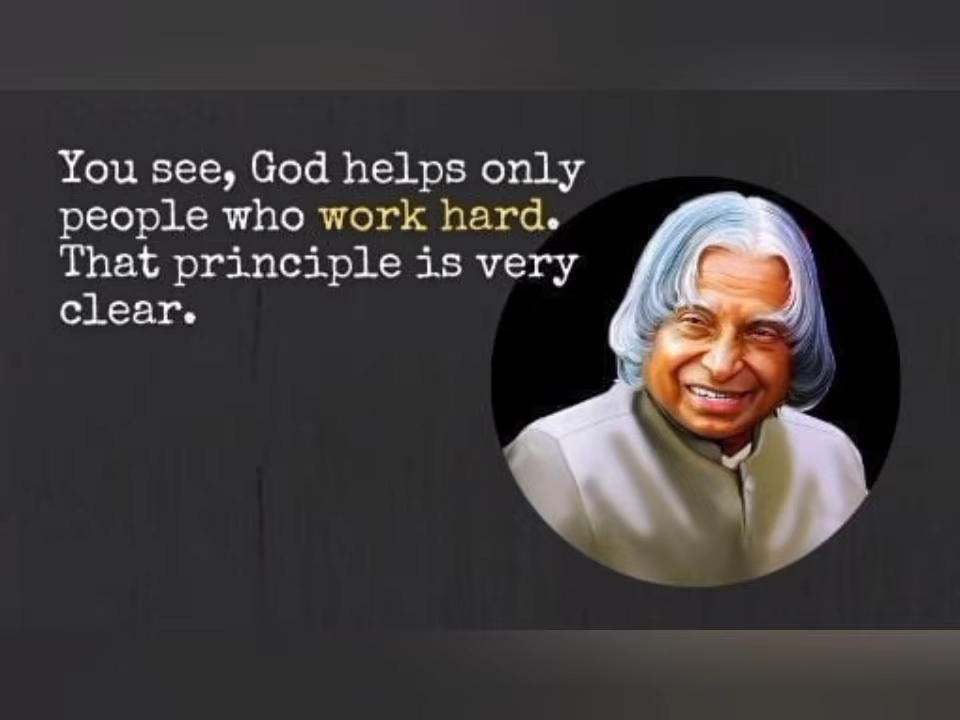 You see, God helps only
people who work hard.
That principle is very
clear.